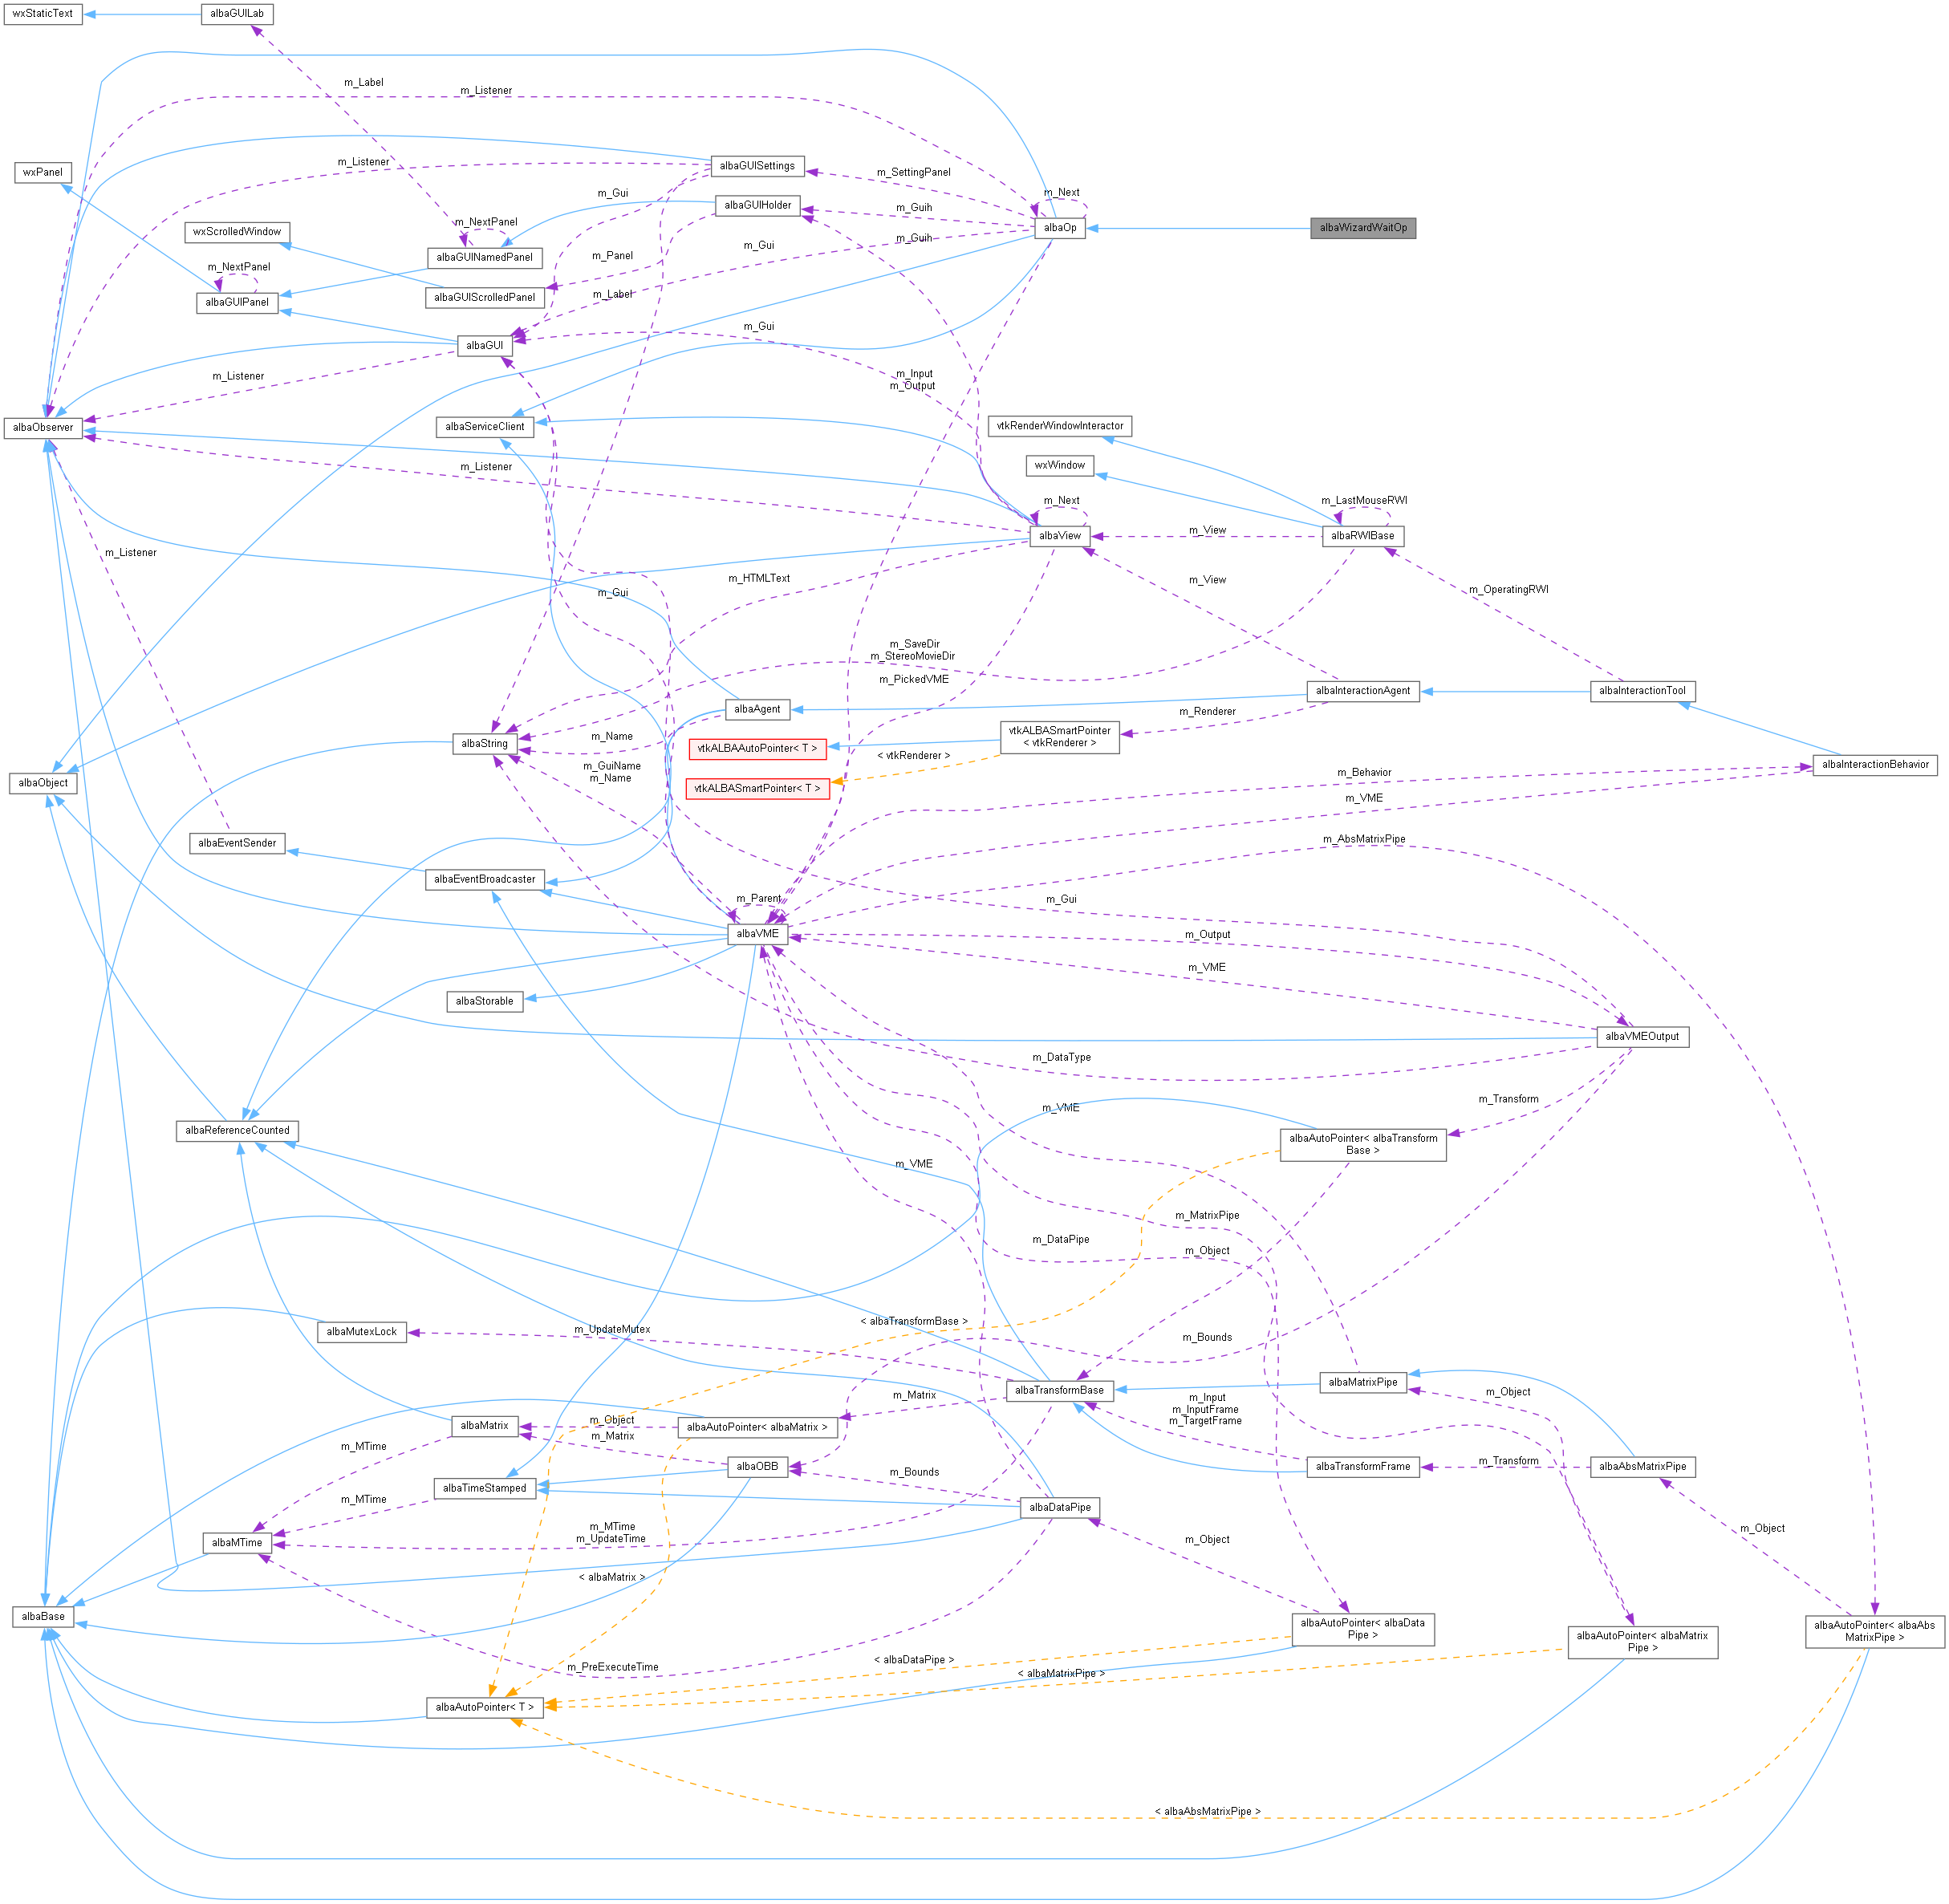 wxStaticText
albaGUILab
m_Label
m_Listener
m_Listener
albaGUISettings
wxPanel
m_SettingPanel
m_Gui
m_Next
albaGUIHolder
m_Guih
m_NextPanel
albaOp
albaWizardWaitOp
wxScrolledWindow
m_Guih
m_Gui
albaGUINamedPanel
m_Panel
m_NextPanel
albaGUIScrolledPanel
albaGUIPanel
m_Label
m_Gui
albaGUI
m_Listener
m_Input
m_Output
albaObserver
albaServiceClient
vtkRenderWindowInteractor
wxWindow
m_Listener
m_Next
m_LastMouseRWI
m_View
albaView
albaRWIBase
m_Listener
m_HTMLText
m_View
m_Gui
m_OperatingRWI
m_SaveDir
m_StereoMovieDir
m_PickedVME
albaInteractionAgent
albaInteractionTool
albaAgent
m_Renderer
vtkALBASmartPointer
< vtkRenderer >
m_Name
albaString
vtkALBAAutoPointer< T >
< vtkRenderer >
albaInteractionBehavior
m_GuiName
m_Name
m_Behavior
albaObject
vtkALBASmartPointer< T >
m_VME
albaEventSender
m_AbsMatrixPipe
albaEventBroadcaster
m_Parent
m_Gui
albaVME
m_Output
m_VME
albaStorable
albaVMEOutput
m_DataType
m_Transform
m_VME
albaReferenceCounted
albaAutoPointer< albaTransform
Base >
m_VME
m_MatrixPipe
m_DataPipe
m_Object
< albaTransformBase >
m_UpdateMutex
albaMutexLock
m_Bounds
albaMatrixPipe
albaTransformBase
m_Matrix
m_Object
m_Input
m_InputFrame
m_TargetFrame
albaMatrix
m_Object
albaAutoPointer< albaMatrix >
m_Matrix
m_MTime
albaOBB
m_Bounds
albaTransformFrame
m_Transform
albaAbsMatrixPipe
albaTimeStamped
m_MTime
albaDataPipe
m_MTime
m_UpdateTime
albaMTime
m_Object
m_Object
< albaMatrix >
albaBase
albaAutoPointer< albaData
Pipe >
albaAutoPointer< albaMatrix
Pipe >
albaAutoPointer< albaAbs
MatrixPipe >
m_PreExecuteTime
< albaDataPipe >
< albaMatrixPipe >
albaAutoPointer< T >
< albaAbsMatrixPipe >